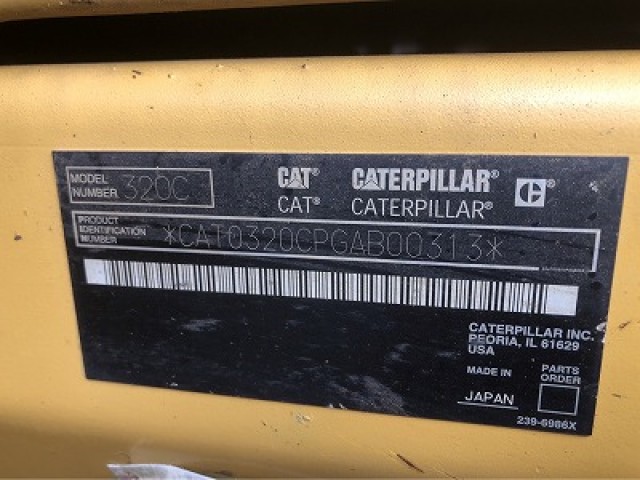 MODEL NUMBER 320C
CAT® CATERPILLAR® C®
CAT® CATERPILLAR®
PRODUCT IDENTIFICATION NUMBER *CAT0320CPGAB00313*
CATERPILLAR INC.
PEORIA, IL 61629
USA
MADE IN PARTS ORDER
JAPAN
239-6986X